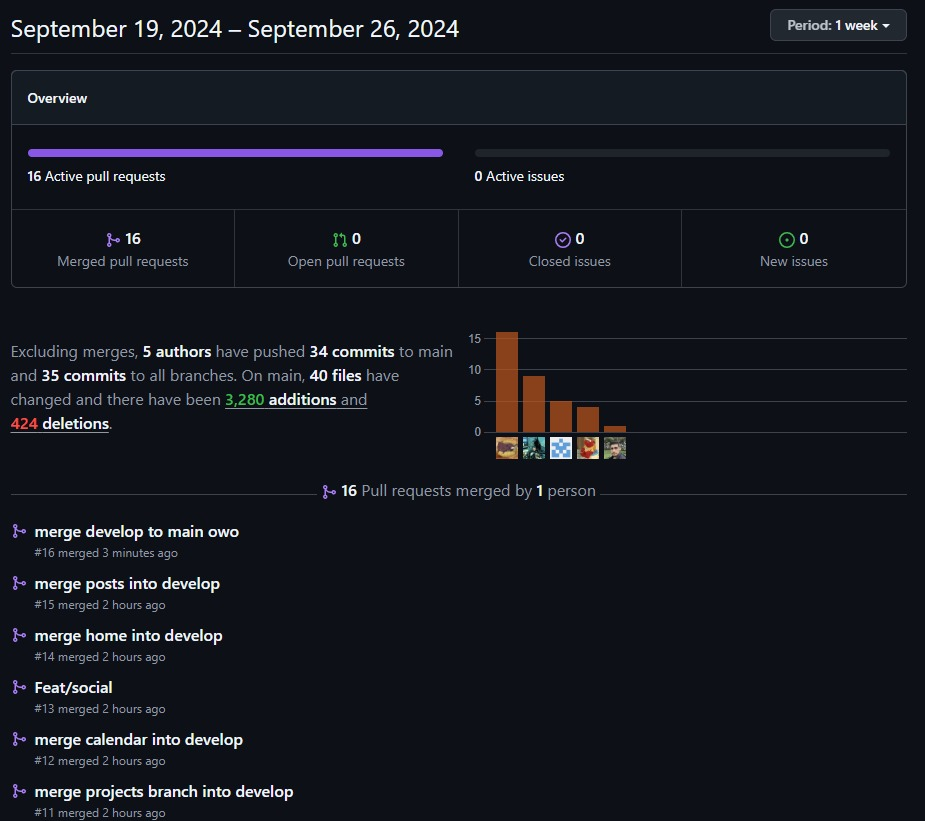 September 19, 2024 – September 26, 2024
Period: 1 week
Overview
16 Active pull requests
0 Active issues
16
Merged pull requests
0
Open pull requests
0
Closed issues
0
New issues
Excluding merges, 5 authors have pushed 34 commits to main
and 35 commits to all branches. On main, 40 files have
changed and there have been 3,280 additions and
424 deletions.
15
10
5
0
16 Pull requests merged by 1 person
merge develop to main owo
#16 merged 3 minutes ago
merge posts into develop
#15 merged 2 hours ago
merge home into develop
#14 merged 2 hours ago
Feat/social
#13 merged 2 hours ago
merge calendar into develop
#12 merged 2 hours ago
merge projects branch into develop
#11 merged 2 hours ago